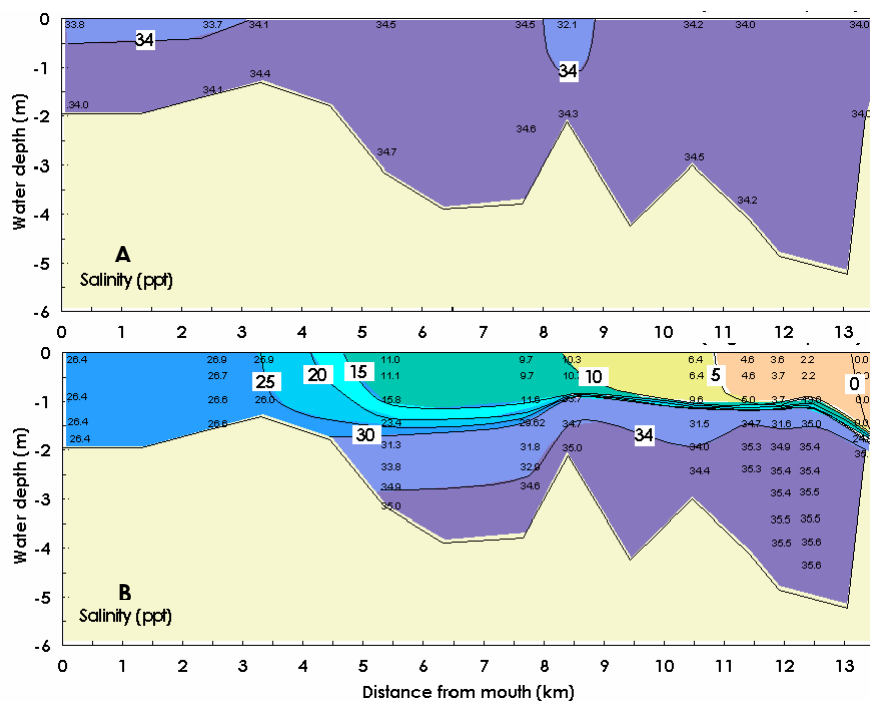 33.8 33.7 34.1 34.5 34.5 32.1 34.2 34.0 34.0
0
34
-1
34
34.4
34.1
34.0 34.3 34.0
-2
34.6
34.7
34.5
-3
34.2
-4
A
-5
Salinity (ppt)
-6
Water depth (m)
0 1 2 3 4 5 6 7 8 9 10 11 12 13
26.4 26.9 25.9 11.0 9.7 10.3 6.4 4.6 3.6 2.2 0.0
0
26.7 11.1 9.7 6.4 4.6 3.7 2.2
25 20 15 10 5 0
26.4 26.6 26.0 15.8 11.6 9.6 5.0 3.7
-1
26.4 26.6 23.4 29.62 34.7 31.5 34.7 31.6 35.0
26.4 30 34
31.3 31.8 35.0 34.0 35.3 34.9 35.4
-2
33.8 32.8 34.4 35.3 35.4 35.4
34.9 34.6 35.4 35.5
35.0
-3
35.5 35.5
35.5 35.6
-4
35.6
B
-5
Salinity (ppt)
-6
Water depth (m)
0 1 2 3 4 5 6 7 8 9 10 11 12 13
Distance from mouth (km)